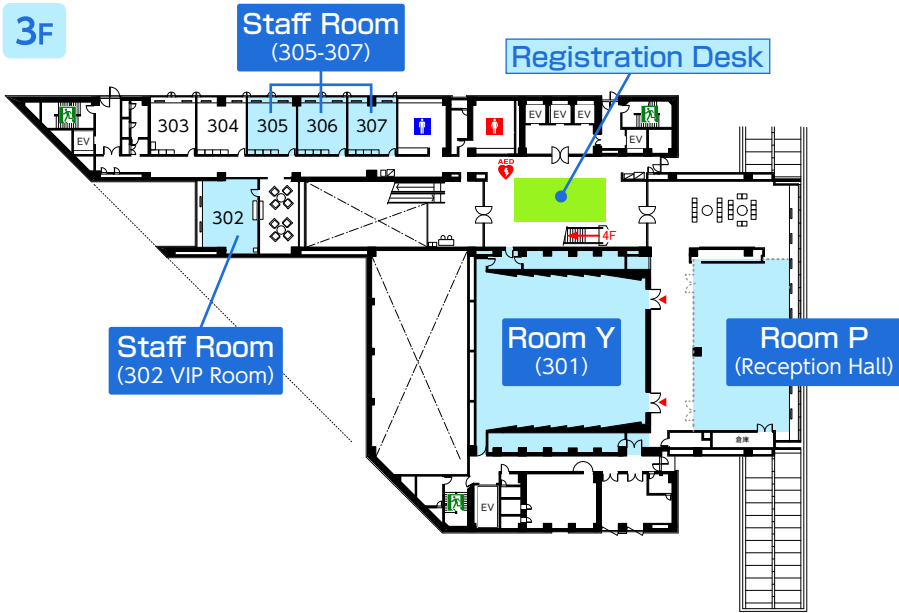 3F
Staff Room
(305-307)
Registration Desk
303
304
305
306
307
EV
EV
EV
EV
EV
AED
302
4F
Staff Room
(302 VIP Room)
Room Y
(301)
Room P
(Reception Hall)
倉庫
EV